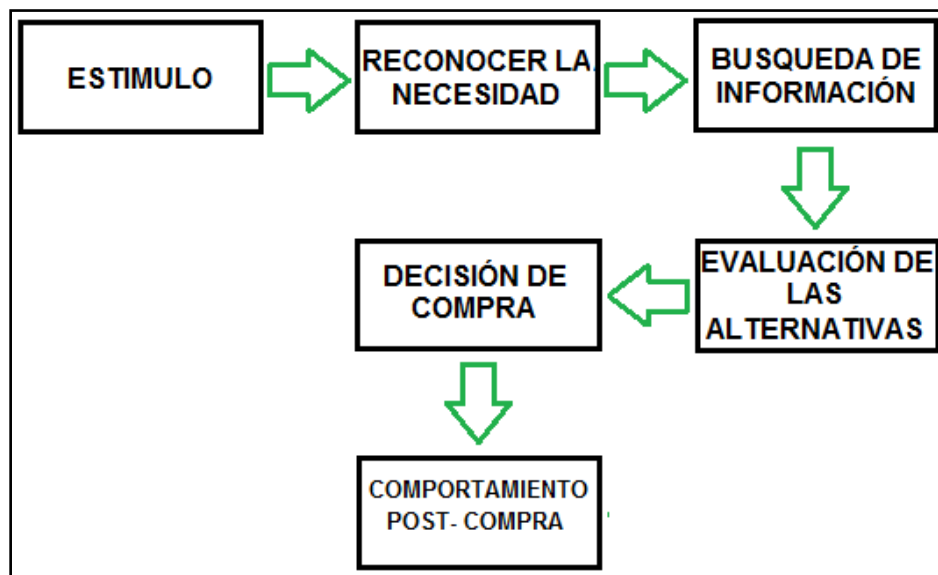 ESTIMULO
RECONOCER LA
NECESIDAD
BUSQUEDA DE
INFORMACIÓN
EVALUACIÓN DE
LAS
ALTERNATIVAS
DECISIÓN DE
COMPRA
COMPORTAMIENTO
POST- COMPRA